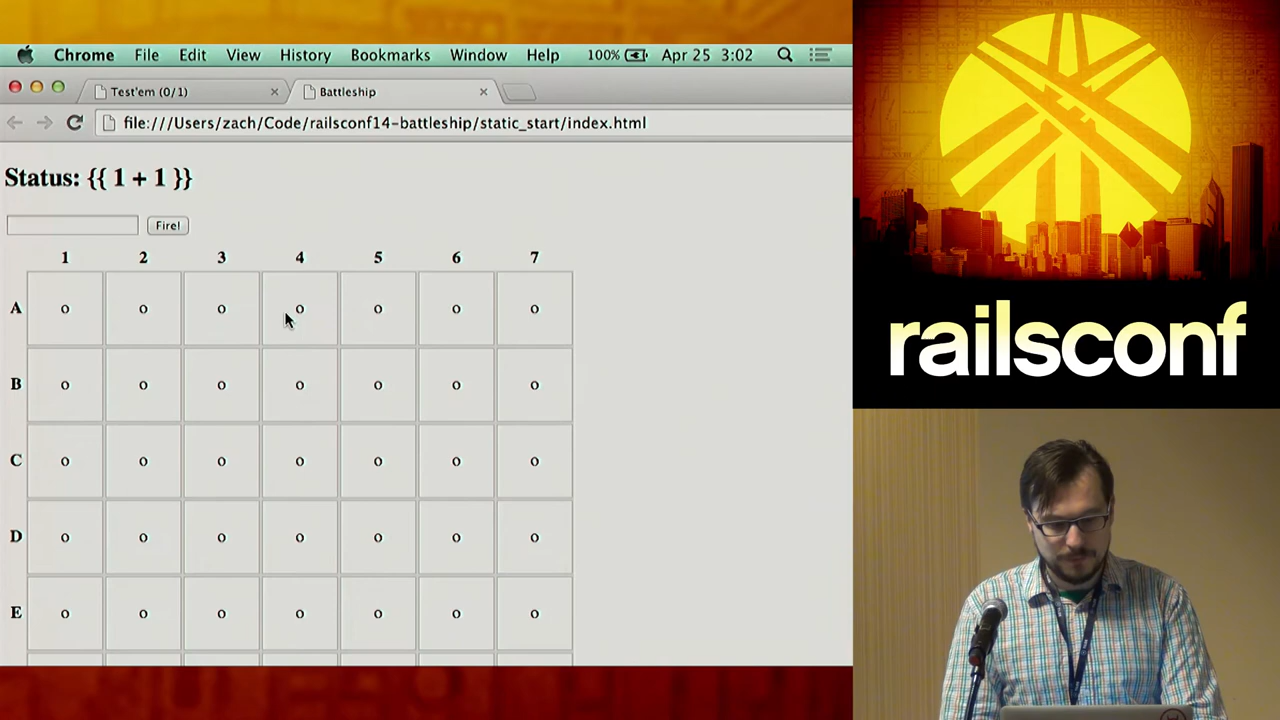 Chrome File Edit View History Bookmarks Window Help 100% Apr 25 3:02
Test'em (0/1) Battleship
file:///Users/zach/Code/railsconf14-battleship/static_start/index.html
Status: {{ 1 + 1 }}
Fire!
1 2 3 4 5 6 7
A o o o o o o o
B o o o o o o o
C o o o o o o o
D o o o o o o o
E o o o o o o o
railsconf